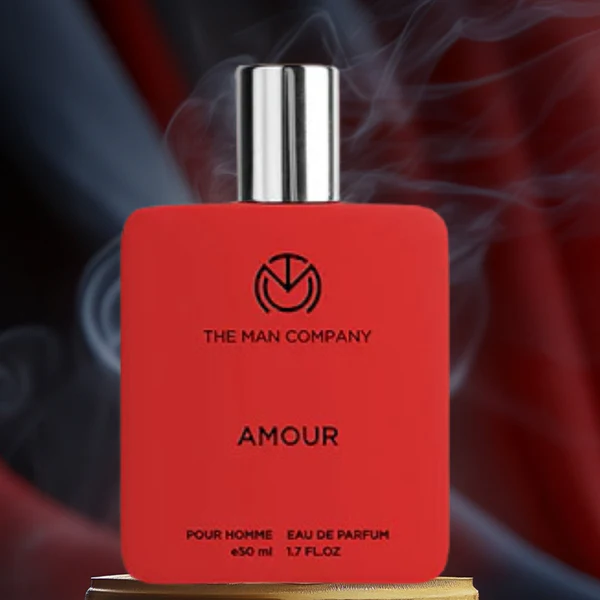 THE MAN COMPANY
AMOUR
POUR HOMME EAU DE PARFUM
e50 ml 1.7 FL.OZ